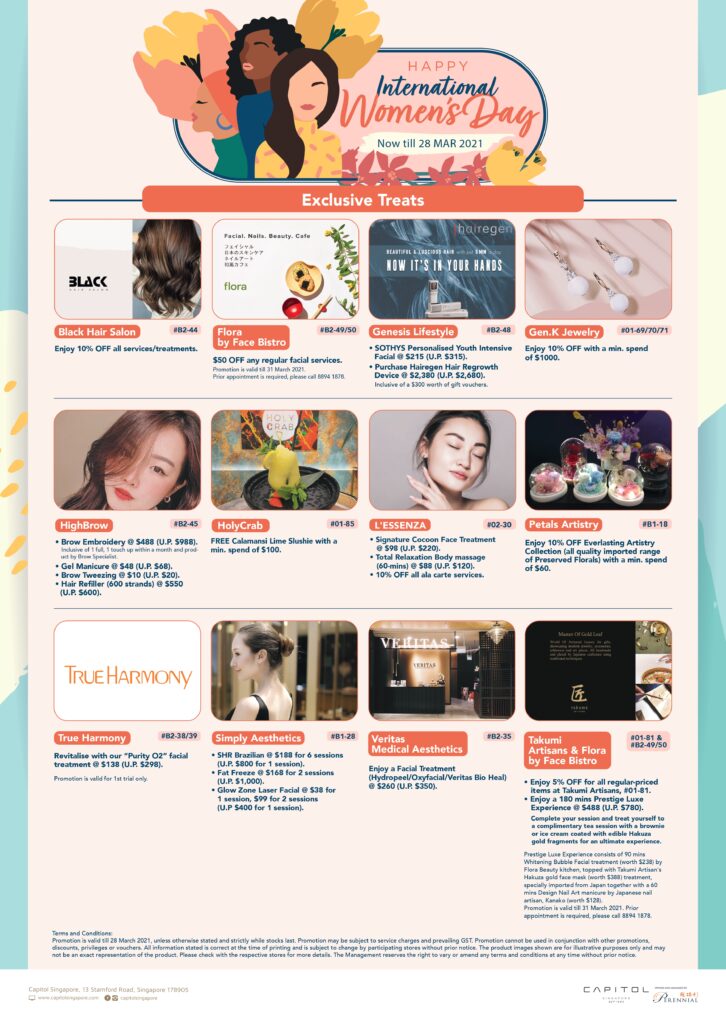 HAPPY
International
Women's Day
Now till 28 MAR 2021
Exclusive Treats
BLACK
HAIR SALON
Black Hair Salon
#B2-44
Enjoy 10% OFF all services/treatments.
Facial. Nails. Beauty. Cafe
フェイシャル
日本のスキンケア
ネイルアート
和風カフェ
flora
Flora
by Face Bistro
#B2-49/50
$50 OFF any regular facial services.
Promotion is valid till 31 March 2021.
Prior appointment is required, please call 8894 1878.
hairegen
BEAUTIFUL & LUSCIOUS HAIR
NOW IT'S IN YOUR HANDS
Genesis Lifestyle
#B2-48
• SOTHYS Personalised Youth Intensive
Facial @ $215 (U.P. $315).
• Purchase Hairegen Hair Regrowth
Device @ $2,380 (U.P. $2,680).
Inclusive of a $300 worth of gift vouchers.
Gen.K Jewelry
#01-69/70/71
Enjoy 10% OFF with a min. spend
of $1000.
HighBrow
#B2-45
• Brow Embroidery @ $488 (U.P. $988).
Inclusive of 1 full, 1 touch up within a month and prod-
uct by Brow Specialist.
• Gel Manicure @ $48 (U.P. $68).
• Brow Tweezing @ $10 (U.P. $20).
• Hair Refiller (600 strands) @ $550
(U.P. $600).
HOLY
CRAB
HolyCrab
#01-85
FREE Calamansi Lime Slushie with a
min. spend of $100.
L'ESSENZA
#02-30
• Signature Cocoon Face Treatment
@ $98 (U.P. $220).
• Total Relaxation Body massage
(60-mins) @ $88 (U.P. $120).
• 10% OFF all ala carte services.
Petals Artistry
#B1-18
Enjoy 10% OFF Everlasting Artistry
Collection (all quality imported range
of Preserved Florals) with a min. spend
of $60.
TRUE HARMONY
True Harmony
#B2-38/39
Revitalise with our "Purity O2" facial
treatment @ $138 (U.P. $298).
Promotion is valid for 1st trial only.
Simply Aesthetics
#B1-28
• SHR Brazilian @ $188 for 6 sessions
(U.P. $800 for 1 session).
• Fat Freeze @ $168 for 2 sessions
(U.P. $1,000).
• Glow Zone Laser Facial @ $38 for
1 session, $99 for 2 sessions
(U.P $400 for 1 session).
VERITAS
VERITAS
Veritas
Medical Aesthetics
#B2-35
Enjoy a Facial Treatment
(Hydropeel/Oxyfacial/Veritas Bio Heal)
@ $260 (U.P. $350).
Master Of Gold Leaf
匠
TAKUMI
Takumi
Artisans & Flora
by Face Bistro
#01-81 &
#B2-49/50
• Enjoy 5% OFF for all regular-priced
items at Takumi Artisans, #01-81.
• Enjoy a 180 mins Prestige Luxe
Experience @ $488 (U.P. $780).
Complete your session and treat yourself to
a complimentary tea session with a brownie
or ice cream coated with edible Hakuza
gold fragments for an ultimate experience.
Prestige Luxe Experience consists of 90 mins
Whitening Bubble Facial treatment (worth $238) by
Flora Beauty kitchen, topped with Takumi Artisan's
Hakuza gold face mask (worth $388) treatment,
specially imported from Japan together with a 60
mins Design Nail Art manicure by Japanese nail
artist, Kanako (worth $128).
Promotion is valid till 31 March 2021. Prior
appointment is required, please call 8894 1878.
Terms and Conditions:
Promotion is valid till 28 March 2021, unless otherwise stated and strictly while stocks last. Promotion may be subject to service charges and prevailing GST. Promotion cannot be used in conjunction with other promotions,
discounts, privileges or vouchers. All information stated is correct at the time of printing and is subject to change by participating stores without prior notice. The product images shown are for illustrative purposes only and may
not be an exact representation of the product. Please check with the respective stores for more details. The Management reserves the right to vary or amend any terms and conditions at any time without prior notice.
Capitol Singapore, 13 Stamford Road, Singapore 178905
www.capitolsingapore.com
capitolsingapore
CAPITOL
SINGAPORE
PERENNIAL